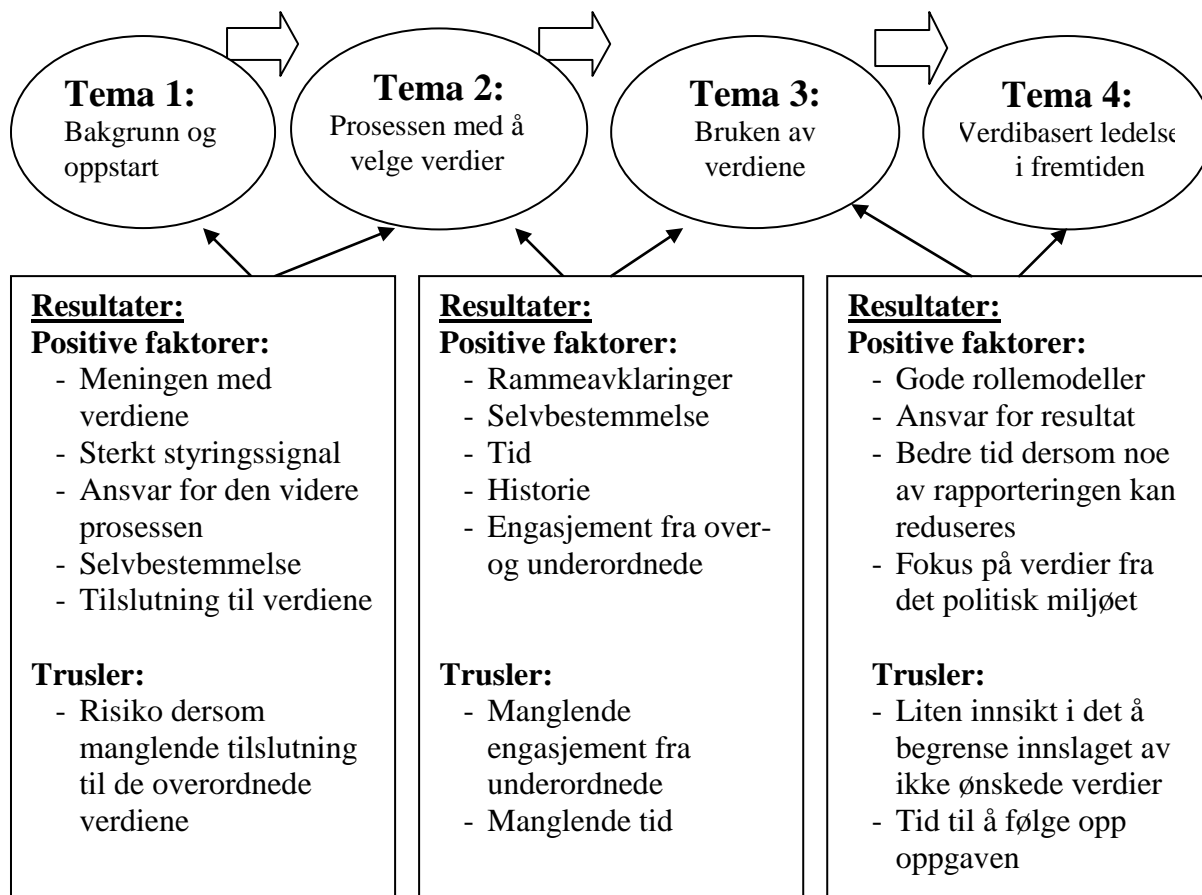 Tema 1:
Bakgrunn og
oppstart
Tema 2:
Prosessen med å
velge verdier
Tema 3:
Bruken av
verdiene
Tema 4:
Verdibasert ledelse
i fremtiden
Resultater:
Positive faktorer:
- Meningen med
verdiene
- Sterkt styringssignal
- Ansvar for den videre
prosessen
- Selvbestemmelse
- Tilslutning til verdiene
Trusler:
- Risiko dersom
manglende tilslutning
til de overordnede
verdiene
Resultater:
Positive faktorer:
- Rammeavklaringer
- Selvbestemmelse
- Tid
- Historie
- Engasjement fra over-
og underordnede
Trusler:
- Manglende
engasjement fra
underordnede
- Manglende tid
Resultater:
Positive faktorer:
- Gode rollemodeller
- Ansvar for resultat
- Bedre tid dersom noe
av rapporteringen kan
reduseres
- Fokus på verdier fra
det politisk miljøet
Trusler:
- Liten innsikt i det å
begrense innslaget av
ikke ønskede verdier
- Tid til å følge opp
oppgaven